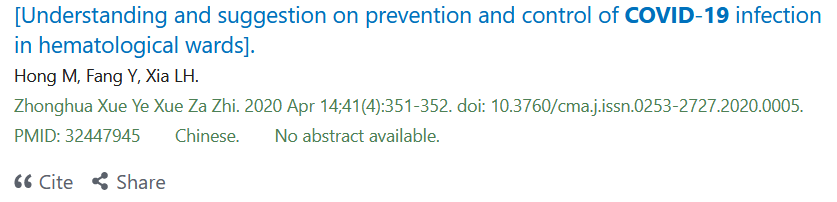 [Understanding and suggestion on prevention and control of COVID-19 infection
in hematological wards].
Hong M, Fang Y, Xia LH.
Zhonghua Xue Ye Xue Za Zhi. 2020 Apr 14;41(4):351-352. doi: 10.3760/cma.j.issn.0253-2727.2020.0005.
PMID: 32447945 Chinese. No abstract available.
Cite Share